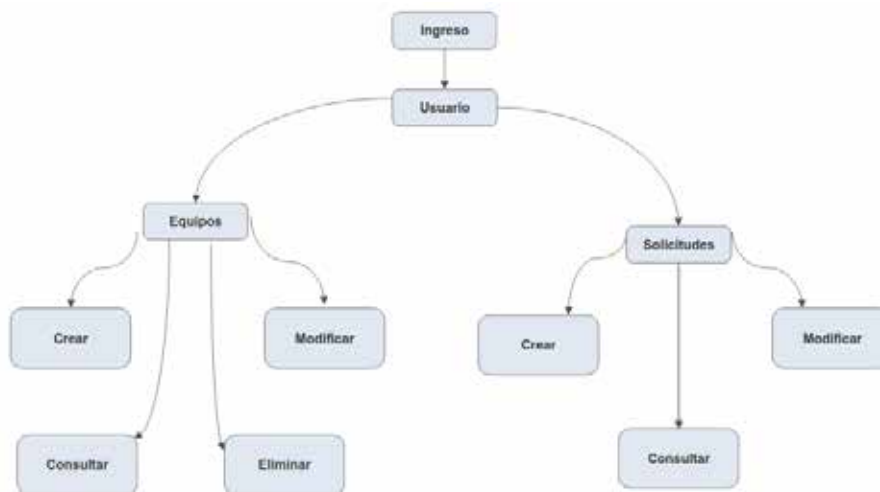 Ingreso
Usuario
Equipos
Solicitudes
Crear
Modificar
Crear
Modificar
Consultar
Eliminar
Consultar